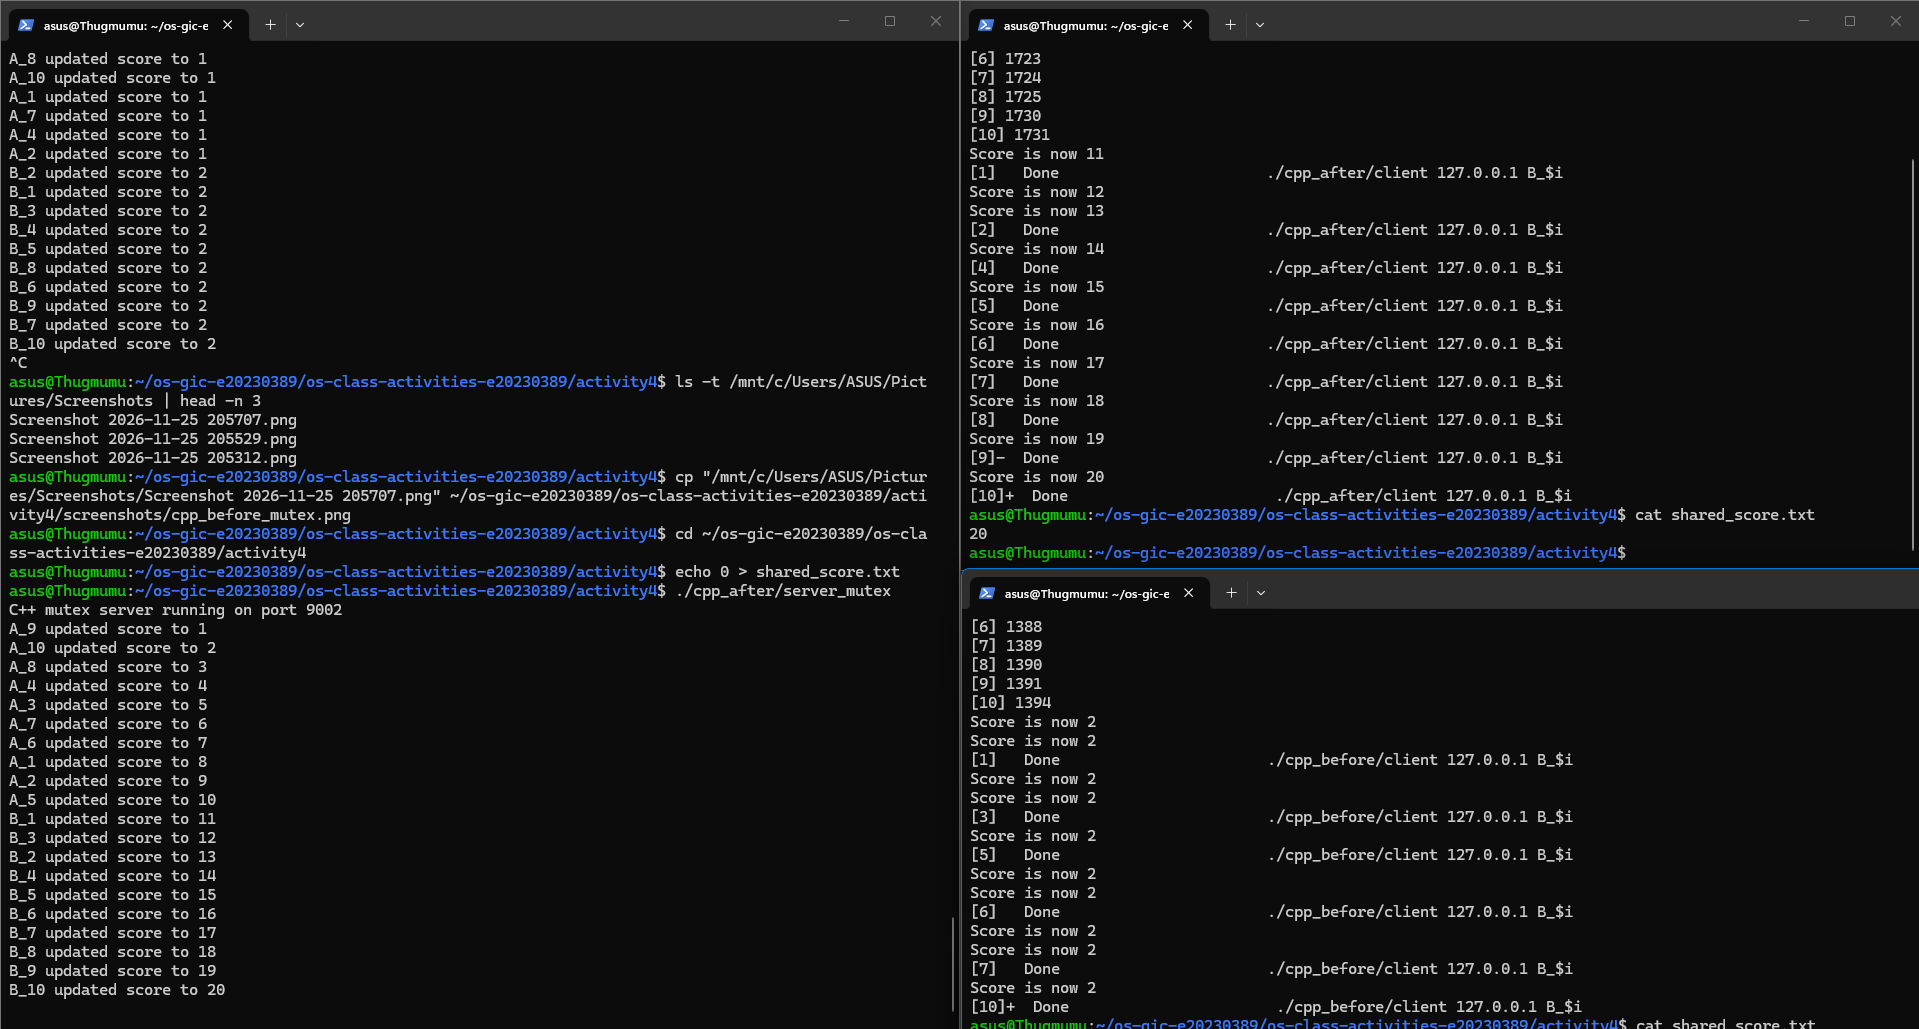 asus@Thugmumu: ~/os-gic-e
A_8 updated score to 1
A_10 updated score to 1
A_1 updated score to 1
A_7 updated score to 1
A_4 updated score to 1
A_2 updated score to 1
B_2 updated score to 2
B_1 updated score to 2
B_3 updated score to 2
B_4 updated score to 2
B_5 updated score to 2
B_8 updated score to 2
B_6 updated score to 2
B_9 updated score to 2
B_7 updated score to 2
B_10 updated score to 2
^C
asus@Thugmumu:~/os-gic-e20230389/os-class-activities-e20230389/activity4$ ls -t /mnt/c/Users/ASUS/Pict
ures/Screenshots | head -n 3
Screenshot 2026-11-25 205707.png
Screenshot 2026-11-25 205529.png
Screenshot 2026-11-25 205312.png
asus@Thugmumu:~/os-gic-e20230389/os-class-activities-e20230389/activity4$ cp "/mnt/c/Users/ASUS/Pictur
es/Screenshots/Screenshot 2026-11-25 205707.png" ~/os-gic-e20230389/os-class-activities-e20230389/acti
vity4/screenshots/cpp_before_mutex.png
asus@Thugmumu:~/os-gic-e20230389/os-class-activities-e20230389/activity4$ cd ~/os-gic-e20230389/os-cla
ss-activities-e20230389/activity4
asus@Thugmumu:~/os-gic-e20230389/os-class-activities-e20230389/activity4$ echo 0 > shared_score.txt
asus@Thugmumu:~/os-gic-e20230389/os-class-activities-e20230389/activity4$ ./cpp_after/server_mutex
C++ mutex server running on port 9002
A_9 updated score to 1
A_10 updated score to 2
A_8 updated score to 3
A_4 updated score to 4
A_3 updated score to 5
A_7 updated score to 6
A_6 updated score to 7
A_1 updated score to 8
A_2 updated score to 9
A_5 updated score to 10
B_1 updated score to 11
B_3 updated score to 12
B_2 updated score to 13
B_4 updated score to 14
B_5 updated score to 15
B_6 updated score to 16
B_7 updated score to 17
B_8 updated score to 18
B_9 updated score to 19
B_10 updated score to 20
asus@Thugmumu: ~/os-gic-e
[6] 1723
[7] 1724
[8] 1725
[9] 1730
[10] 1731
Score is now 11
[1]   Done                       ./cpp_after/client 127.0.0.1 B_$i
Score is now 12
Score is now 13
[2]   Done                       ./cpp_after/client 127.0.0.1 B_$i
Score is now 14
[4]   Done                       ./cpp_after/client 127.0.0.1 B_$i
Score is now 15
[5]   Done                       ./cpp_after/client 127.0.0.1 B_$i
Score is now 16
[6]   Done                       ./cpp_after/client 127.0.0.1 B_$i
Score is now 17
[7]   Done                       ./cpp_after/client 127.0.0.1 B_$i
Score is now 18
[8]   Done                       ./cpp_after/client 127.0.0.1 B_$i
Score is now 19
[9]-  Done                       ./cpp_after/client 127.0.0.1 B_$i
Score is now 20
[10]+  Done                       ./cpp_after/client 127.0.0.1 B_$i
asus@Thugmumu:~/os-gic-e20230389/os-class-activities-e20230389/activity4$ cat shared_score.txt
20
asus@Thugmumu:~/os-gic-e20230389/os-class-activities-e20230389/activity4$
asus@Thugmumu: ~/os-gic-e
[6] 1388
[7] 1389
[8] 1390
[9] 1391
[10] 1394
Score is now 2
Score is now 2
[1]   Done                       ./cpp_before/client 127.0.0.1 B_$i
Score is now 2
Score is now 2
[3]   Done                       ./cpp_before/client 127.0.0.1 B_$i
Score is now 2
[5]   Done                       ./cpp_before/client 127.0.0.1 B_$i
Score is now 2
Score is now 2
[6]   Done                       ./cpp_before/client 127.0.0.1 B_$i
Score is now 2
Score is now 2
[7]   Done                       ./cpp_before/client 127.0.0.1 B_$i
Score is now 2
[10]+  Done                       ./cpp_before/client 127.0.0.1 B_$i
asus@Thugmumu:~/os-gic-e20230389/os-class-activities-e20230389/activity4$ cat shared_score.txt